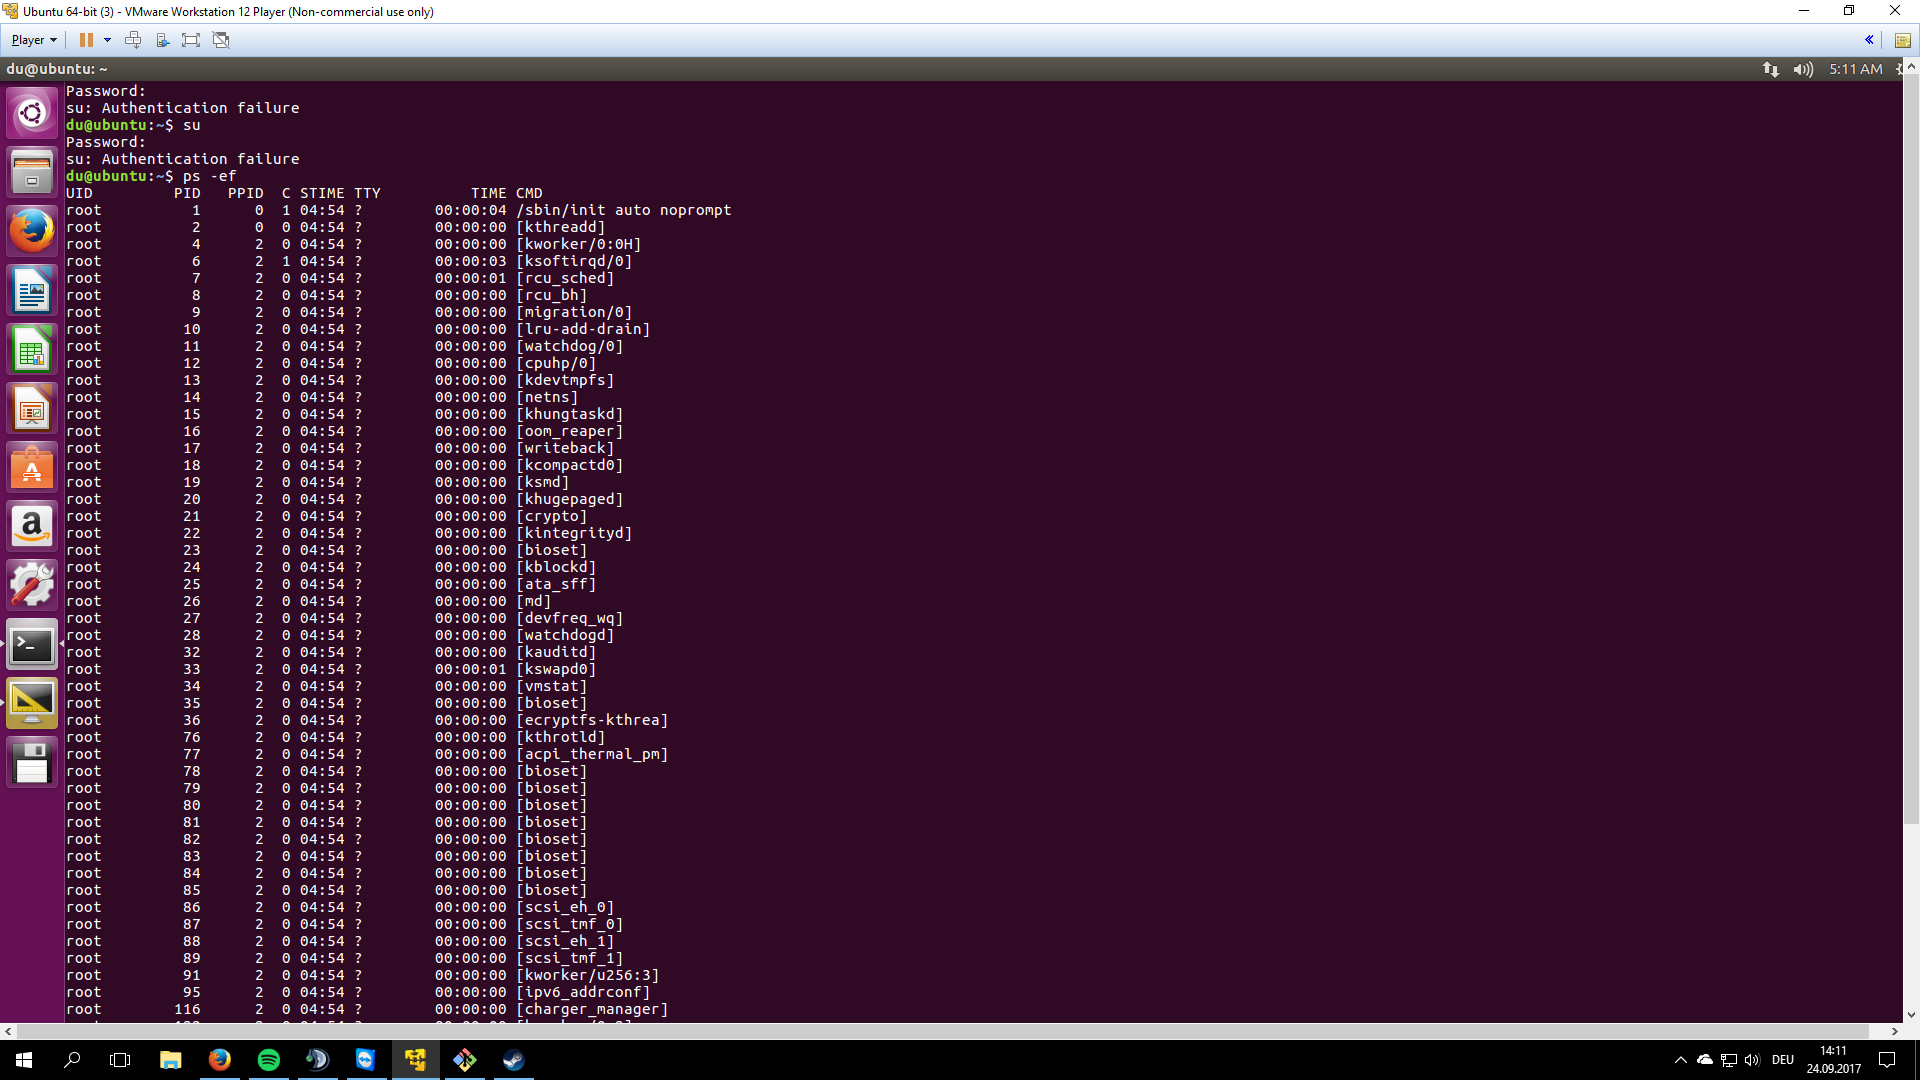 Ubuntu 64-bit (3) - VMware Workstation 12 Player (Non-commercial use only)
Player
du@ubuntu: ~
5:11 AM
Password:
su: Authentication failure
du@ubuntu:~$ su
Password:
su: Authentication failure
du@ubuntu:~$ ps -ef
UID PID PPID C STIME TTY TIME CMD
root 1 0 1 04:54 ? 00:00:04 /sbin/init auto noprompt
root 2 0 0 04:54 ? 00:00:00 [kthreadd]
root 4 2 0 04:54 ? 00:00:00 [kworker/0:0H]
root 6 2 1 04:54 ? 00:00:03 [ksoftirqd/0]
root 7 2 0 04:54 ? 00:00:01 [rcu_sched]
root 8 2 0 04:54 ? 00:00:00 [rcu_bh]
root 9 2 0 04:54 ? 00:00:00 [migration/0]
root 10 2 0 04:54 ? 00:00:00 [lru-add-drain]
root 11 2 0 04:54 ? 00:00:00 [watchdog/0]
root 12 2 0 04:54 ? 00:00:00 [cpuhp/0]
root 13 2 0 04:54 ? 00:00:00 [kdevtmpfs]
root 14 2 0 04:54 ? 00:00:00 [netns]
root 15 2 0 04:54 ? 00:00:00 [khungtaskd]
root 16 2 0 04:54 ? 00:00:00 [oom_reaper]
root 17 2 0 04:54 ? 00:00:00 [writeback]
root 18 2 0 04:54 ? 00:00:00 [kcompactd0]
root 19 2 0 04:54 ? 00:00:00 [ksmd]
root 20 2 0 04:54 ? 00:00:00 [khugepaged]
root 21 2 0 04:54 ? 00:00:00 [crypto]
root 22 2 0 04:54 ? 00:00:00 [kintegrityd]
root 23 2 0 04:54 ? 00:00:00 [bioset]
root 24 2 0 04:54 ? 00:00:00 [kblockd]
root 25 2 0 04:54 ? 00:00:00 [ata_sff]
root 26 2 0 04:54 ? 00:00:00 [md]
root 27 2 0 04:54 ? 00:00:00 [devfreq_wq]
root 28 2 0 04:54 ? 00:00:00 [watchdogd]
root 32 2 0 04:54 ? 00:00:00 [kauditd]
root 33 2 0 04:54 ? 00:00:01 [kswapd0]
root 34 2 0 04:54 ? 00:00:00 [vmstat]
root 35 2 0 04:54 ? 00:00:00 [bioset]
root 36 2 0 04:54 ? 00:00:00 [ecryptfs-kthrea]
root 76 2 0 04:54 ? 00:00:00 [kthrotld]
root 77 2 0 04:54 ? 00:00:00 [acpi_thermal_pm]
root 78 2 0 04:54 ? 00:00:00 [bioset]
root 79 2 0 04:54 ? 00:00:00 [bioset]
root 80 2 0 04:54 ? 00:00:00 [bioset]
root 81 2 0 04:54 ? 00:00:00 [bioset]
root 82 2 0 04:54 ? 00:00:00 [bioset]
root 83 2 0 04:54 ? 00:00:00 [bioset]
root 84 2 0 04:54 ? 00:00:00 [bioset]
root 85 2 0 04:54 ? 00:00:00 [bioset]
root 86 2 0 04:54 ? 00:00:00 [scsi_eh_0]
root 87 2 0 04:54 ? 00:00:00 [scsi_tmf_0]
root 88 2 0 04:54 ? 00:00:00 [scsi_eh_1]
root 89 2 0 04:54 ? 00:00:00 [scsi_tmf_1]
root 91 2 0 04:54 ? 00:00:00 [kworker/u256:3]
root 95 2 0 04:54 ? 00:00:00 [ipv6_addrconf]
root 116 2 0 04:54 ? 00:00:00 [charger_manager]
DEU
14:11
24.09.2017